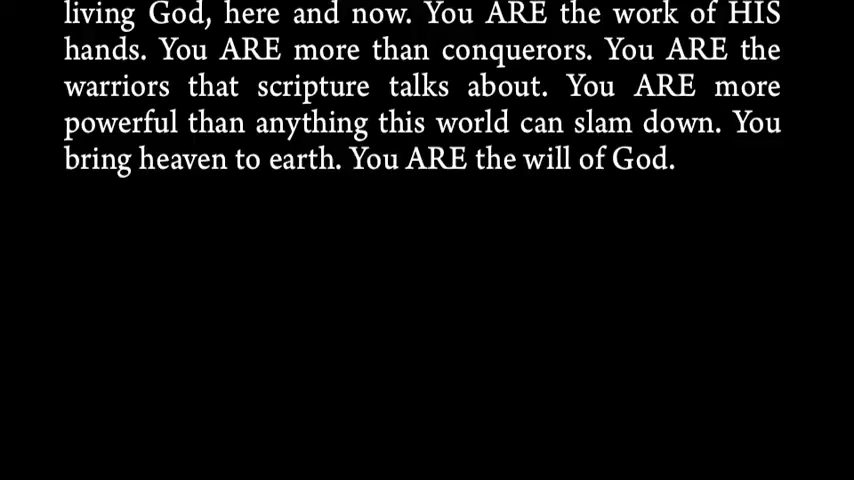 living God, here and now. You ARE the work of HIS
hands. You ARE more than conquerors. You ARE the
warriors that scripture talks about. You ARE more
powerful than anything this world can slam down. You
bring heaven to earth. You ARE the will of God.